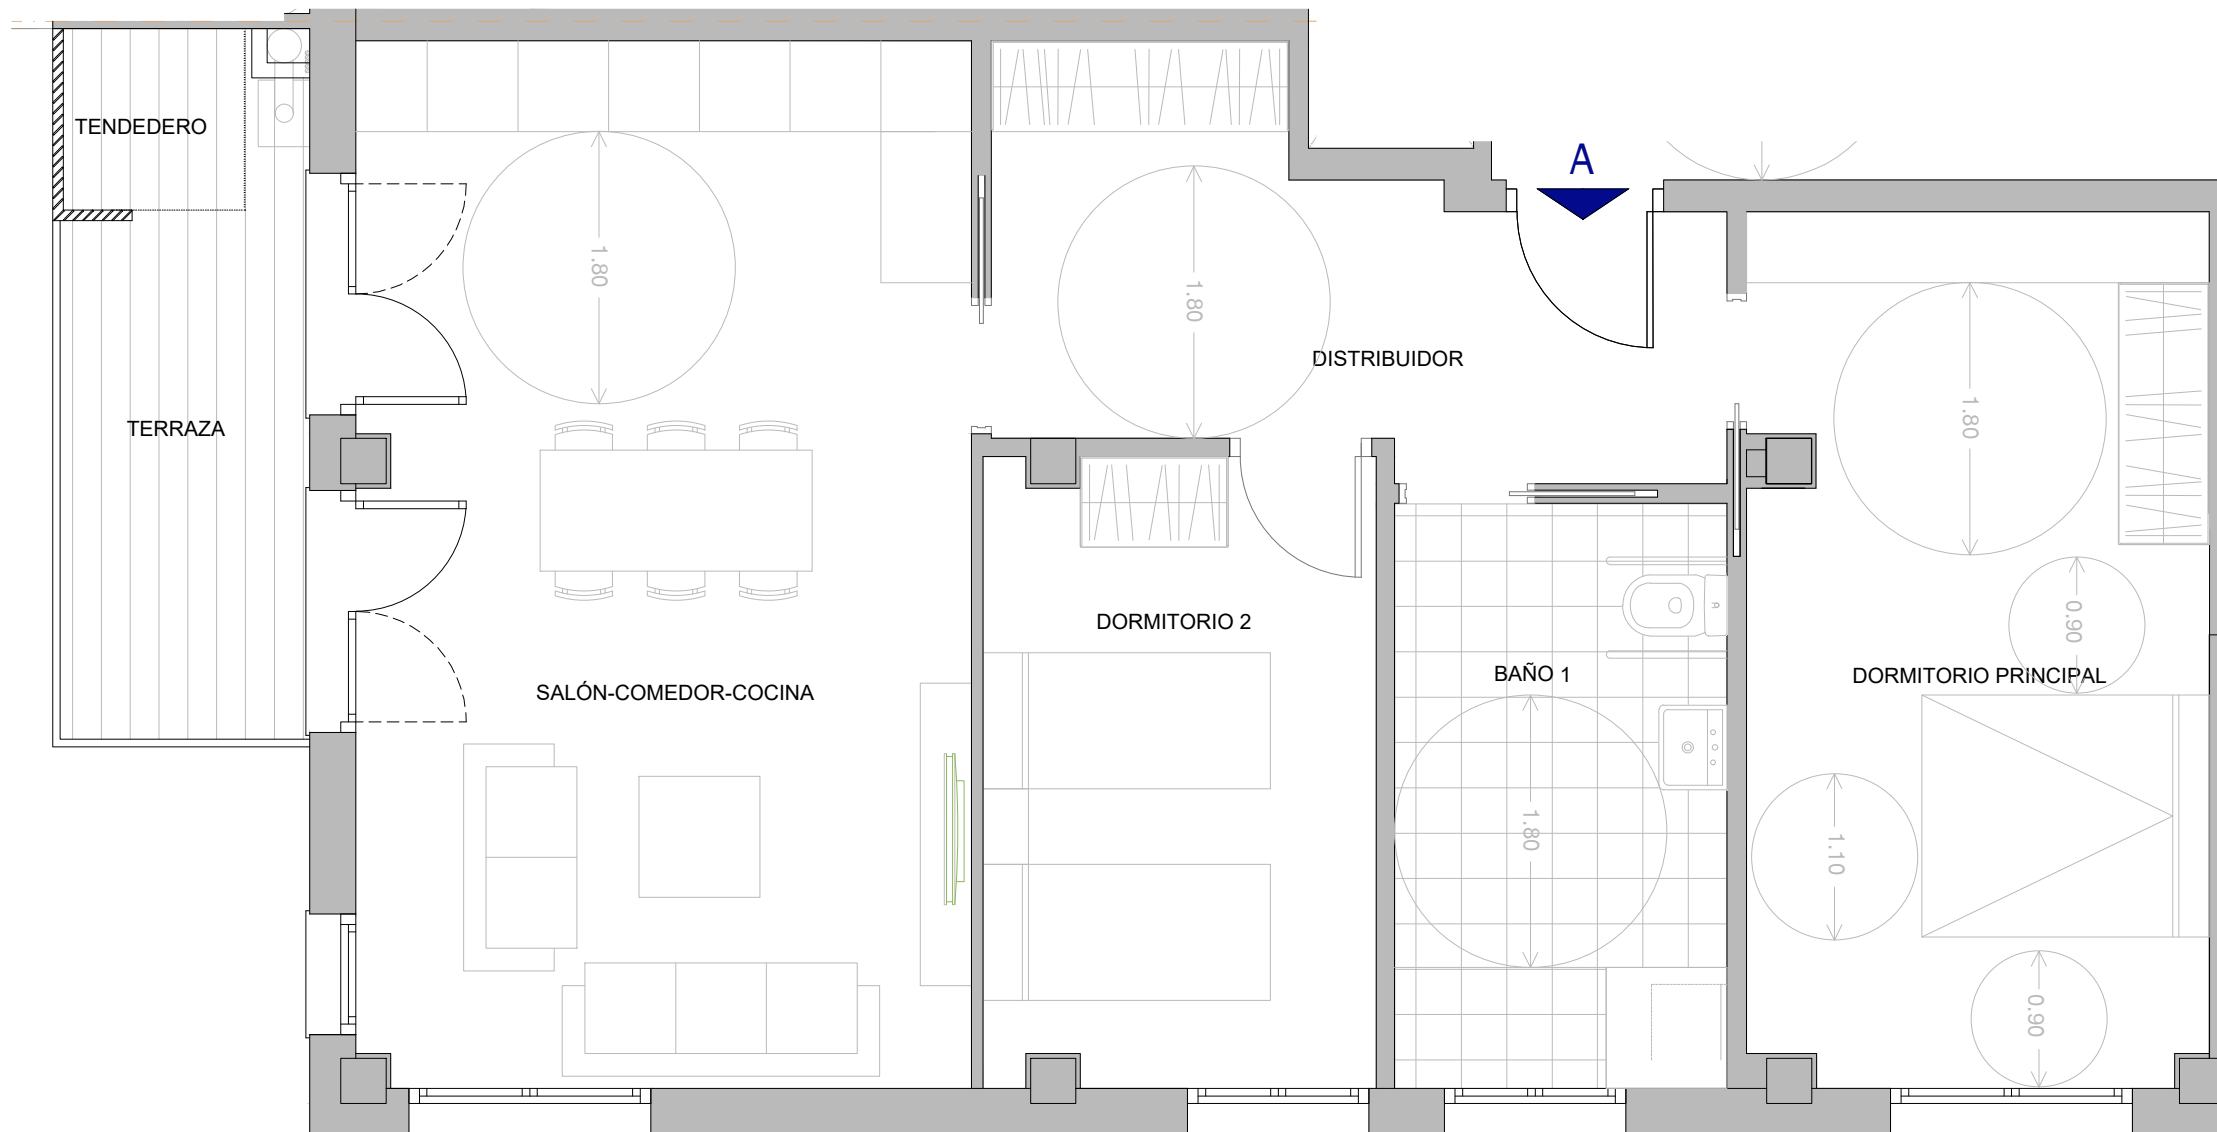 A
TENDEDERO
1.80
1.80
DISTRIBUIDOR
1.80
TERRAZA
0.90
DORMITORIO 2
BAÑO 1
DORMITORIO PRINCIPAL
SALÓN-COMEDOR-COCINA
1.80
1.10
0.90